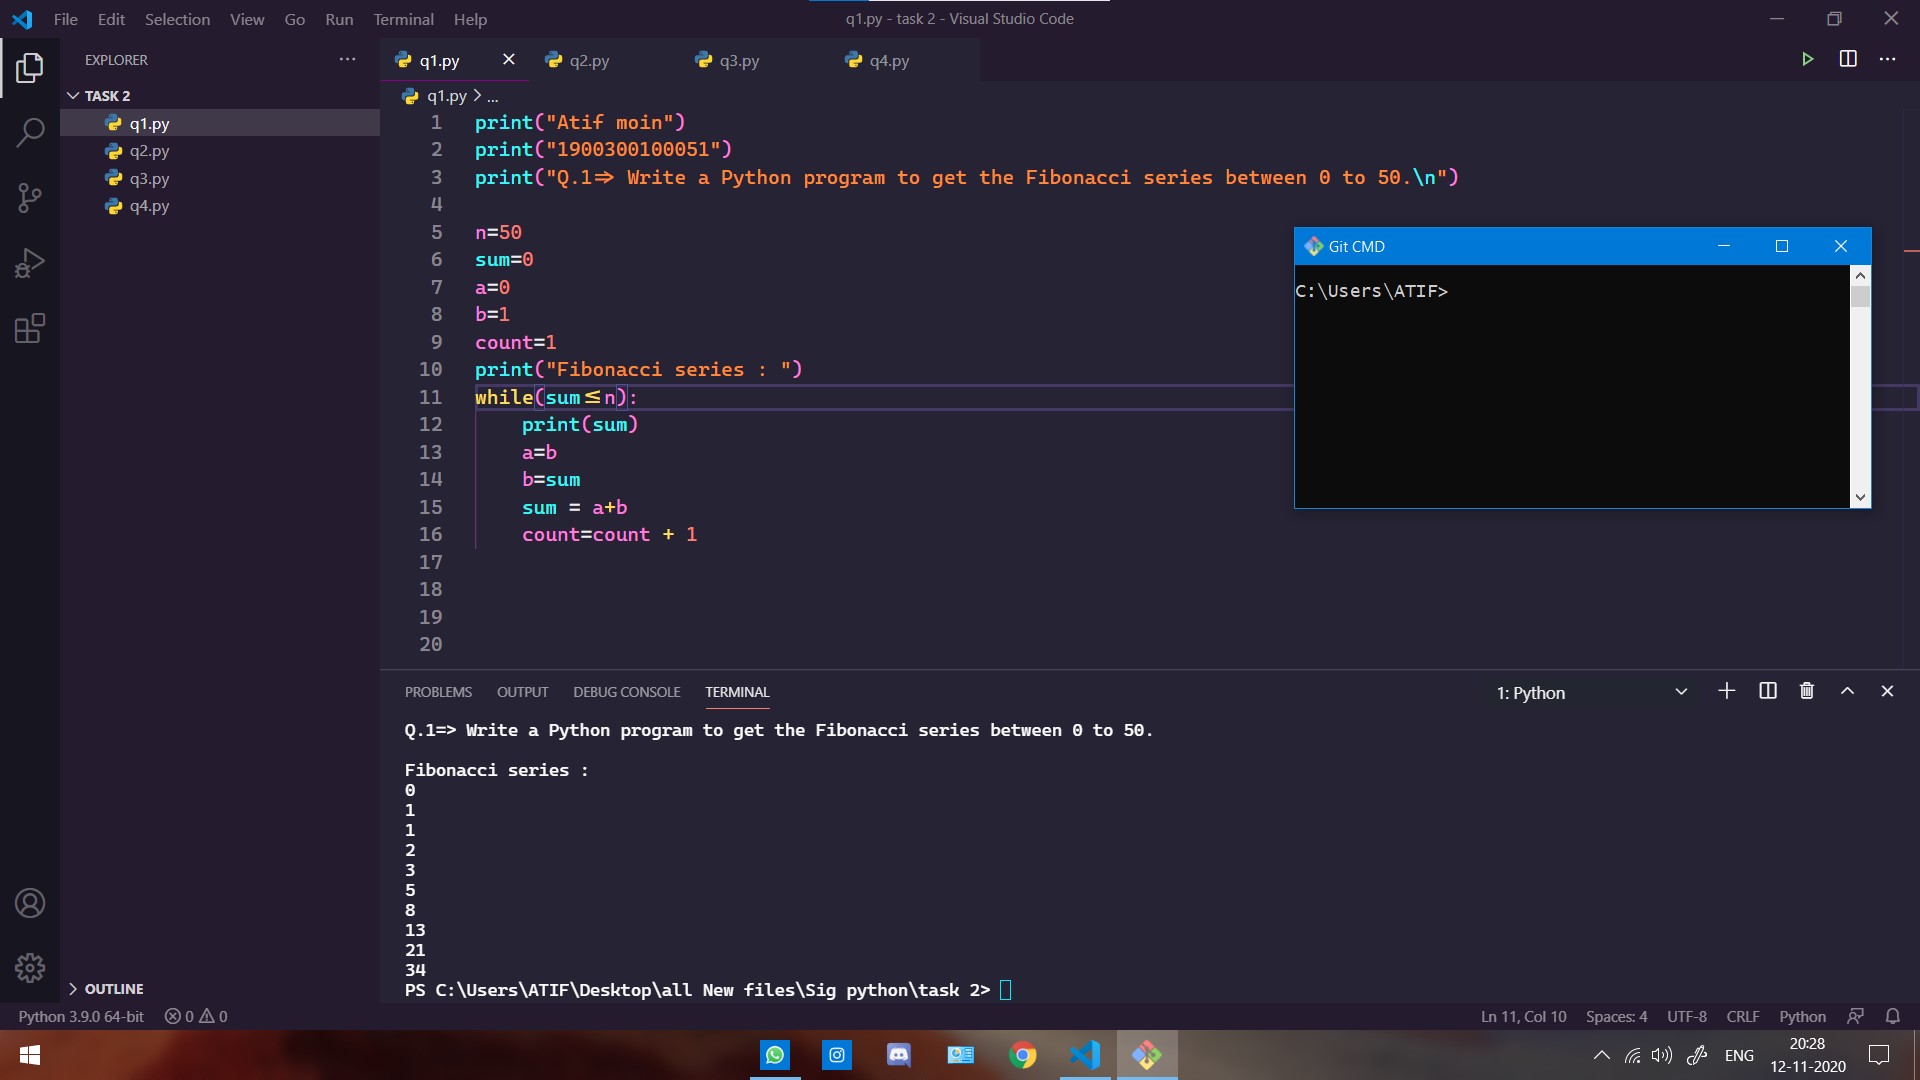 File Edit Selection View Go Run Terminal Help
q1.py - task 2 - Visual Studio Code
EXPLORER
TASK 2
q1.py
q2.py
q3.py
q4.py
OUTLINE
q1.py q2.py q3.py q4.py
q1.py > ...
1 print("Atif moin")
2 print("1900300100051")
3 print("Q.1=> Write a Python program to get the Fibonacci series between 0 to 50.\n")
4
5 n=50
6 sum=0
7 a=0
8 b=1
9 count=1
10 print("Fibonacci series : ")
11 while(sum<=n):
12 print(sum)
13 a=b
14 b=sum
15 sum = a+b
16 count=count + 1
17
18
19
20
Git CMD
C:\Users\ATIF>
PROBLEMS OUTPUT DEBUG CONSOLE TERMINAL
1: Python
Q.1=> Write a Python program to get the Fibonacci series between 0 to 50.
Fibonacci series :
0
1
1
2
3
5
8
13
21
34
PS C:\Users\ATIF\Desktop\all New files\Sig python\task 2>
Python 3.9.0 64-bit 0 0
Ln 11, Col 10 Spaces: 4 UTF-8 CRLF Python
ENG
20:28
12-11-2020